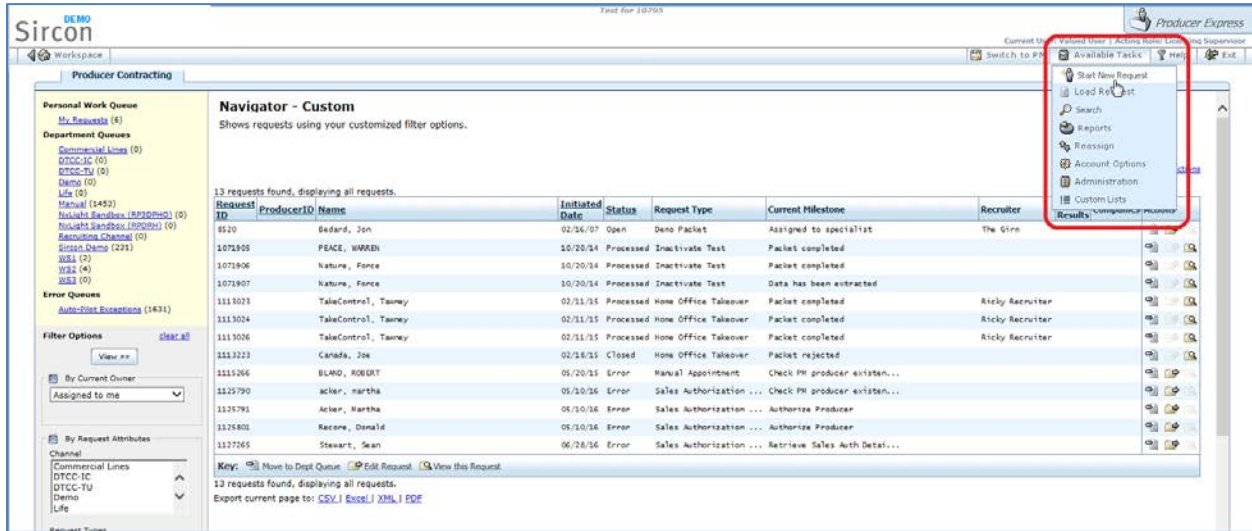 Test for 10795
DEMO
Sircon
Producer Express
Current User: Valued User | Acting Role: Licensing Supervisor
Workspace
Switch to PM
Available Tasks
Help
Exit
Producer Contracting
Start New Request
Load Request
Search
Reports
Reassign
Account Options
Administration
Custom Lists
Personal Work Queue
My Requests (6)
Department Queues
Commercial Lines (0)
DTCC-IC (0)
DTCC-TU (0)
Demo (0)
Life (0)
Manual (1453)
NxLight Sandbox (RP3DPHO) (0)
NxLight Sandbox (RPDPH) (0)
Recruiting Channel (0)
Sircon Demo (231)
WS1 (2)
WS2 (4)
WS3 (0)
Error Queues
Auto-Pilot Exceptions (1631)
Filter Options clear all
View >>
By Current Owner
Assigned to me
By Request Attributes
Channel
Commercial Lines
DTCC-IC
DTCC-TU
Demo
Life
Request Types
Navigator - Custom
Shows requests using your customized filter options.
13 requests found, displaying all requests.
Request ID ProducerID Name Initiated Date Status Request Type Current Milestone Recruiter Results Companies Actions
8520 Bedard, Jon 02/16/07 Open Demo Packet Assigned to specialist The Girn
1071905 PEACE, WARREN 10/20/14 Processed Inactivate Test Packet completed
1071906 Nature, Force 10/20/14 Processed Inactivate Test Packet completed
1071907 Nature, Force 10/20/14 Processed Inactivate Test Data has been extracted
1113023 TakeControl, Tawney 02/11/15 Processed Home Office Takeover Packet completed Ricky Recruiter
1113024 TakeControl, Tawney 02/11/15 Processed Home Office Takeover Packet completed Ricky Recruiter
1113026 TakeControl, Tawney 02/11/15 Processed Home Office Takeover Packet completed Ricky Recruiter
1113223 Canada, Joe 02/18/15 Closed Home Office Takeover Packet rejected
1115266 BLAND, ROBERT 05/20/15 Error Manual Appointment Check PM producer existen...
1125790 acker, martha 05/10/16 Error Sales Authorization ... Check PM producer existen...
1125791 Acker, Martha 05/10/16 Error Sales Authorization ... Authorize Producer
1125801 Racore, Donald 05/10/16 Error Sales Authorization ... Authorize Producer
1127265 Stewart, Sean 06/28/16 Error Sales Authorization ... Retrieve Sales Auth Detai...
Key: Move to Dept Queue Edit Request View this Request
13 requests found, displaying all requests.
Export current page to: CSV | Excel | XML | PDF